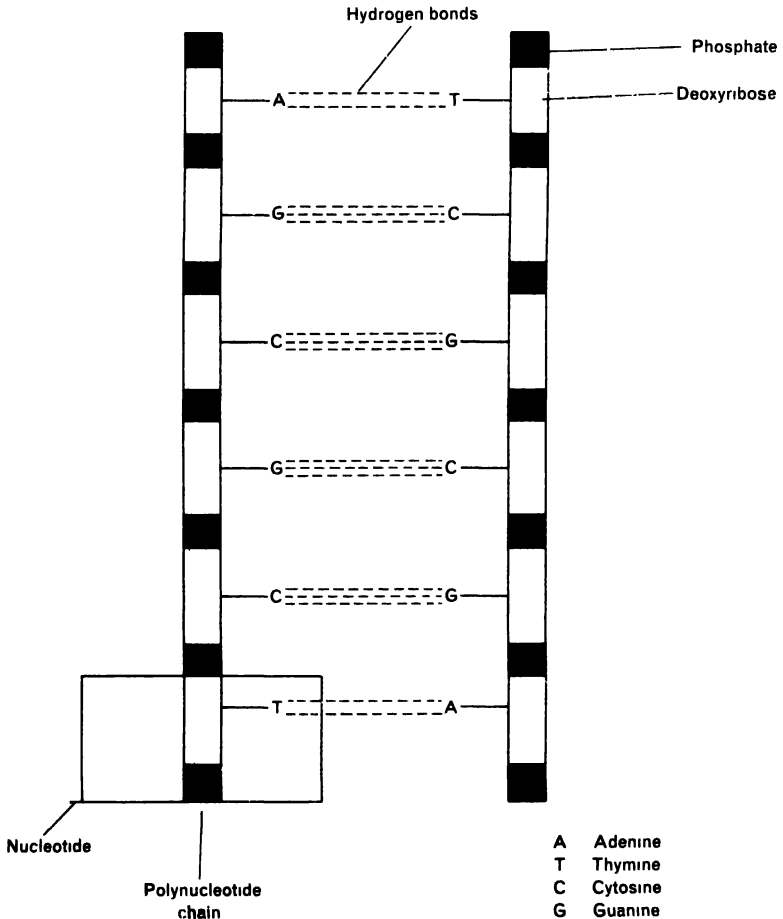 Hydrogen bonds
Phosphate
A T
Deoxyribose
G C
C G
G C
C G
T A
Nucleotide
Polynucleotide
chain
A Adenine
T Thymine
C Cytosine
G Guanine